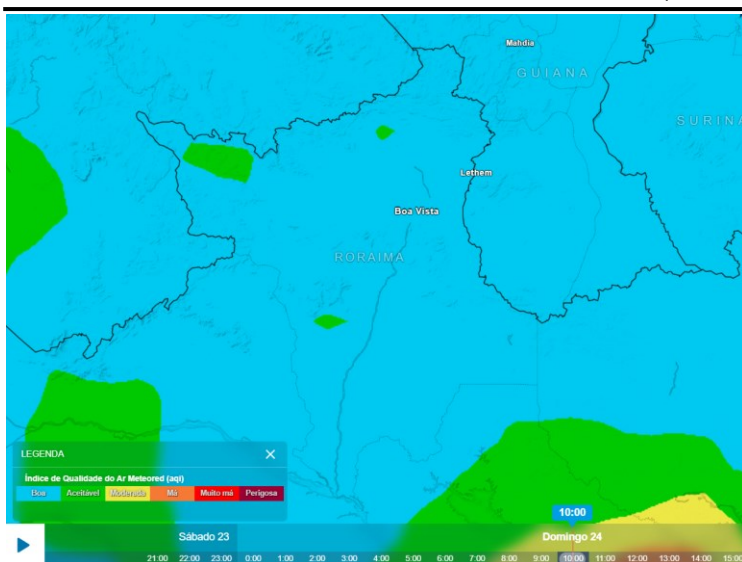 Mahdia
GUIANA
SURINA
Lethem
Boa Vista
RORAIMA
LEGENDA
Índice de Qualidade do Ar Meteored (aqi)
Boa Aceitável Moderada Má Muito má Perigosa
10:00
Sábado 23 Domingo 24
21:00 22:00 23:00 0:00 1:00 2:00 3:00 4:00 5:00 6:00 7:00 8:00 9:00 10:00 11:00 12:00 13:00 14:00 15:00